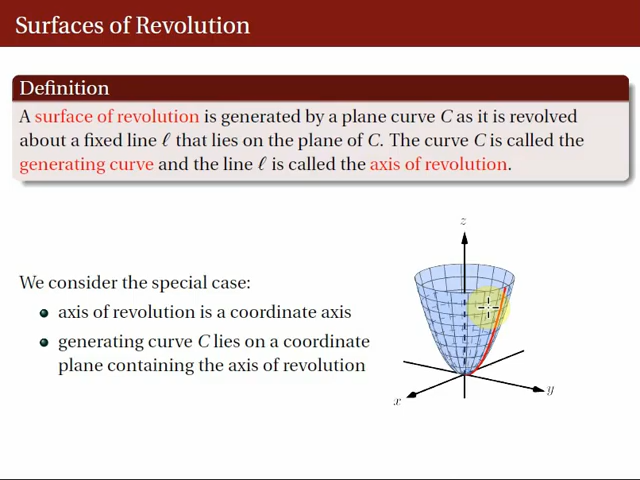 Surfaces of Revolution
Definition
A surface of revolution is generated by a plane curve C as it is revolved
about a fixed line ℓ that lies on the plane of C. The curve C is called the
generating curve and the line ℓ is called the axis of revolution.
We consider the special case:
axis of revolution is a coordinate axis
generating curve C lies on a coordinate
plane containing the axis of revolution
z
y
x